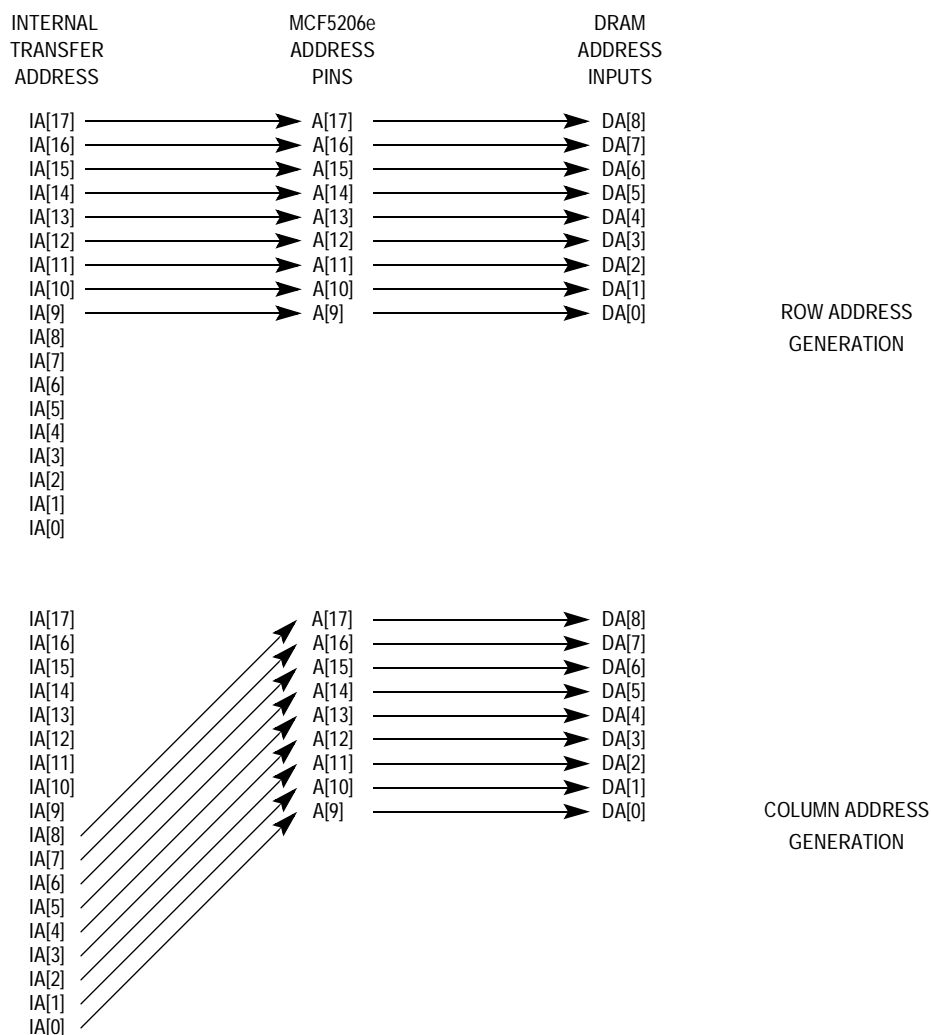 INTERNAL TRANSFER ADDRESS
MCF5206e ADDRESS PINS
DRAM ADDRESS INPUTS
IA[17] A[17] DA[8]
IA[16] A[16] DA[7]
IA[15] A[15] DA[6]
IA[14] A[14] DA[5]
IA[13] A[13] DA[4]
IA[12] A[12] DA[3]
IA[11] A[11] DA[2]
IA[10] A[10] DA[1]
IA[9] A[9] DA[0]
ROW ADDRESS
GENERATION
IA[8]
IA[7]
IA[6]
IA[5]
IA[4]
IA[3]
IA[2]
IA[1]
IA[0]
IA[17] A[17] DA[8]
IA[16] A[16] DA[7]
IA[15] A[15] DA[6]
IA[14] A[14] DA[5]
IA[13] A[13] DA[4]
IA[12] A[12] DA[3]
IA[11] A[11] DA[2]
IA[10] A[10] DA[1]
IA[9] A[9] DA[0]
COLUMN ADDRESS
GENERATION
IA[8]
IA[7]
IA[6]
IA[5]
IA[4]
IA[3]
IA[2]
IA[1]
IA[0]